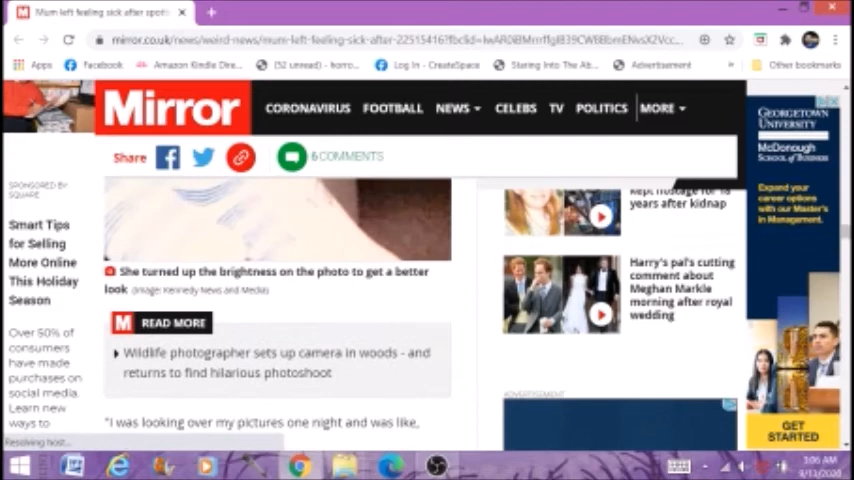 Mum left feeling sick after spott
mirror.co.uk/news/weird-news/mum-left-feeling-sick-after-
Apps
Facebook
Amazon Kindle Dire...
(52 unread) - horro...
Log In - CreateSpace
Staring Into The Ab...
Advertisement
Other bookmarks
Mirror
CORONAVIRUS
FOOTBALL
NEWS
CELEBS
TV
POLITICS
MORE
Share
6 COMMENTS
SPONSORED BY
SQUARE
Smart Tips
for Selling
More Online
This Holiday
Season
Over 50% of
consumers
have made
purchases on
social media.
Learn new
ways to
Resolving host...
She turned up the brightness on the photo to get a better
look (Image: Kennedy News and Media)
M READ MORE
Wildlife photographer sets up camera in woods - and
returns to find hilarious photoshoot
"I was looking over my pictures one night and was like,
kept hostage for 18
years after kidnap
Harry's pal's cutting
comment about
Meghan Markle
morning after royal
wedding
ADVERTISEMENT
GEORGETOWN
UNIVERSITY
McDonough
SCHOOL of BUSINESS
Expand your
career options
with our Master's
in Management.
GET
STARTED
3:06 AM